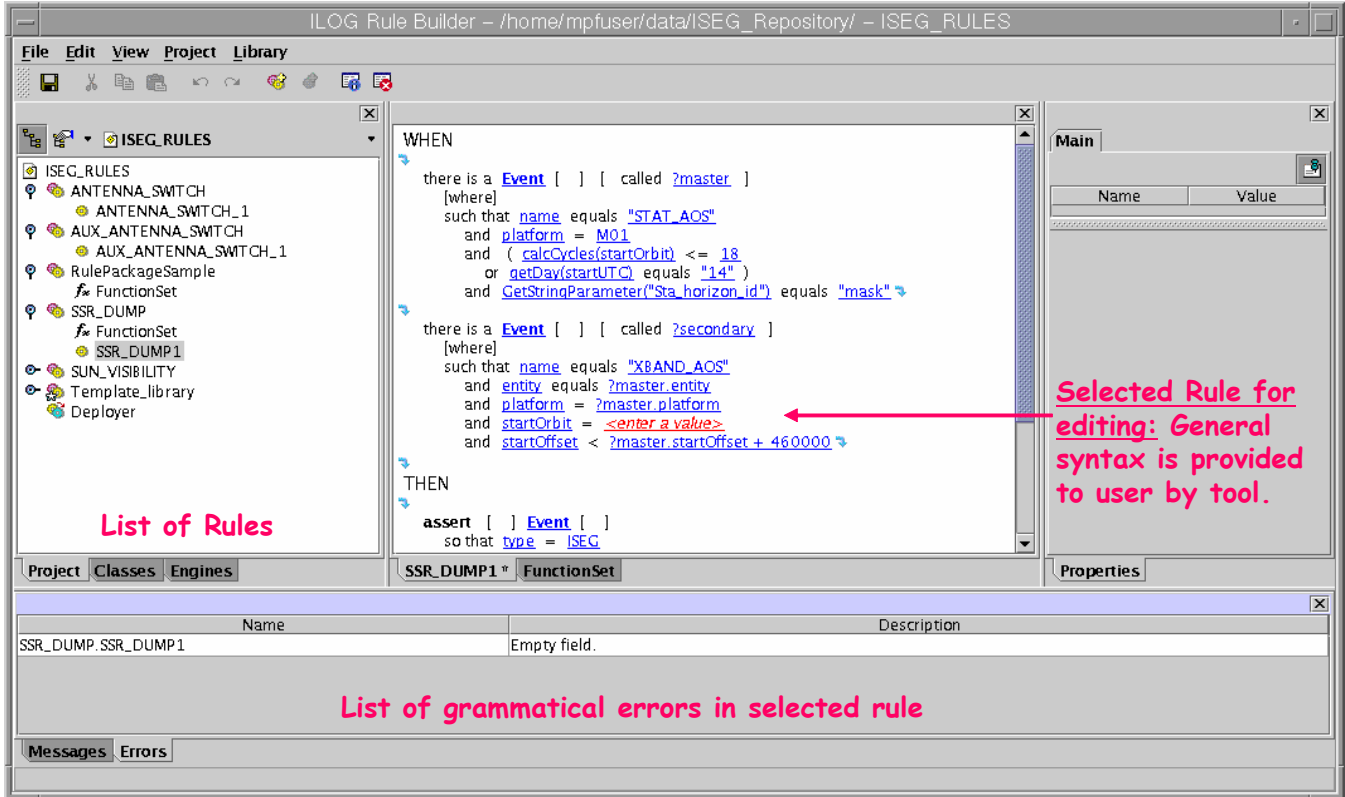 ILOG Rule Builder – /home/mpfuser/data/ISEG_Repository/ – ISEG_RULES
File Edit View Project Library
ISEG_RULES
ISEG_RULES
ANTENNA_SWITCH
ANTENNA_SWITCH_1
AUX_ANTENNA_SWITCH
AUX_ANTENNA_SWITCH_1
RulePackageSample
fx FunctionSet
SSR_DUMP
fx FunctionSet
SSR_DUMP1
SUN_VISIBILITY
Template_library
Deployer
List of Rules
Project Classes Engines
WHEN
there is a Event [ ] [ called ?master ]
[where]
such that name equals "STAT_AOS"
and platform = M01
and ( calcCycles(startOrbit) <= 18
or getDay(startUTC) equals "14" )
and GetStringParameter("Sta_horizon_id") equals "mask"
there is a Event [ ] [ called ?secondary ]
[where]
such that name equals "XBAND_AOS"
and entity equals ?master.entity
and platform = ?master.platform
and startOrbit = <enter a value>
and startOffset < ?master.startOffset + 460000
THEN
assert [ ] Event [ ]
so that type = ISEG
SSR_DUMP1 * FunctionSet
Main
Name Value
Selected Rule for
editing: General
syntax is provided
to user by tool.
Properties
Name Description
SSR_DUMP.SSR_DUMP1 Empty field.
List of grammatical errors in selected rule
Messages Errors